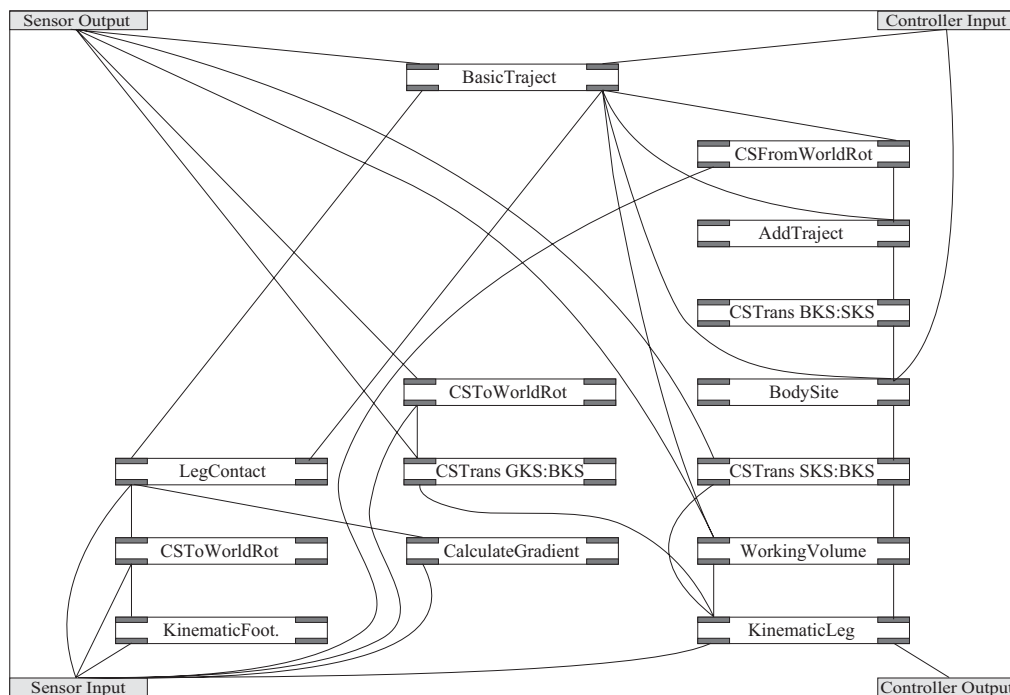 Sensor Output
Controller Input
BasicTraject
CSFromWorldRot
AddTraject
CSTrans BKS:SKS
CSToWorldRot
BodySite
LegContact
CSTrans GKS:BKS
CSTrans SKS:BKS
CSToWorldRot
CalculateGradient
WorkingVolume
KinematicFoot.
KinematicLeg
Sensor Input
Controller Output